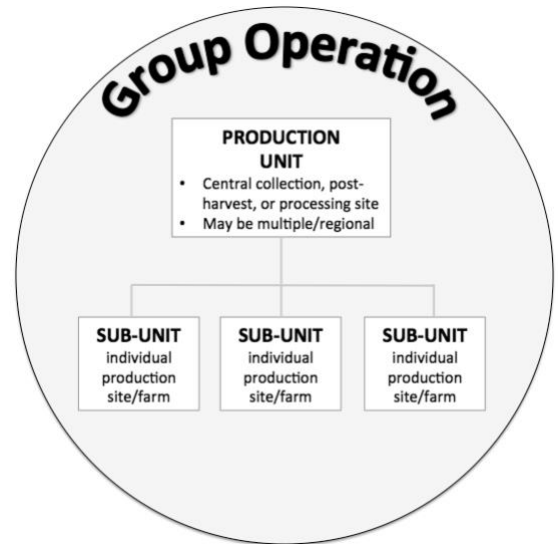 Group Operation
PRODUCTION
UNIT
• Central collection, post-
harvest, or processing site
• May be multiple/regional
SUB-UNIT
individual
production
site/farm
SUB-UNIT
individual
production
site/farm
SUB-UNIT
individual
production
site/farm